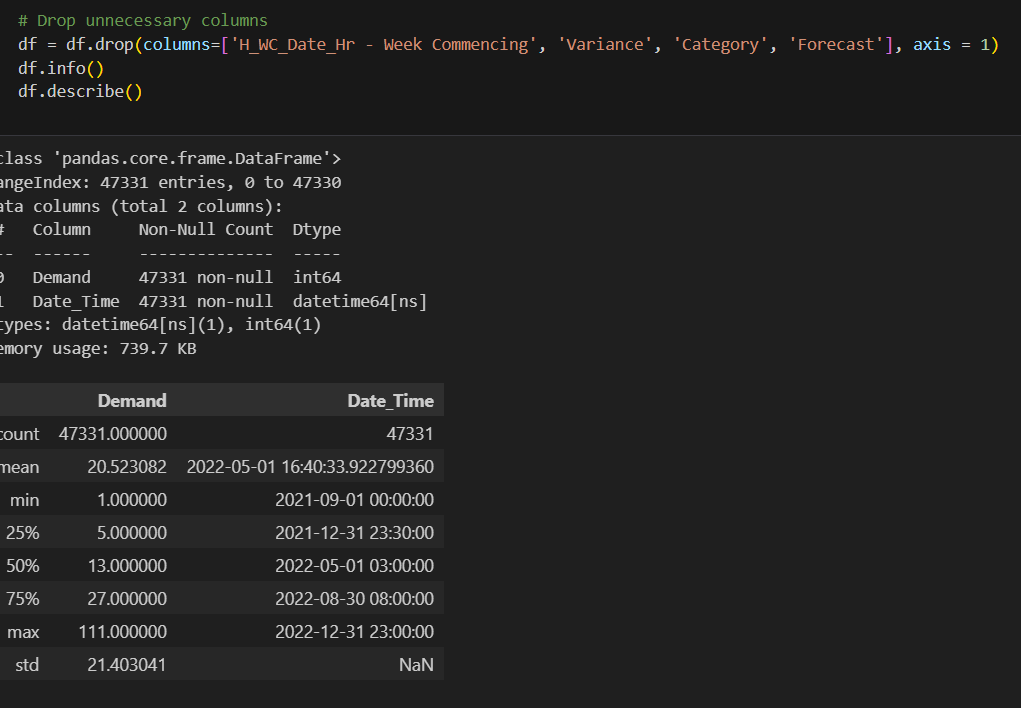 # Drop unnecessary columns
df = df.drop(columns=['H_WC_Date_Hr - Week Commencing', 'Variance', 'Category', 'Forecast'], axis = 1)
df.info()
df.describe()
class 'pandas.core.frame.DataFrame'>
angeIndex: 47331 entries, 0 to 47330
ata columns (total 2 columns):
#   Column     Non-Null Count  Dtype
--  ------     --------------  -----
0   Demand     47331 non-null  int64
1   Date_Time  47331 non-null  datetime64[ns]
types: datetime64[ns](1), int64(1)
emory usage: 739.7 KB
Demand Date_Time
count 47331.000000 47331
mean 20.523082 2022-05-01 16:40:33.922799360
min 1.000000 2021-09-01 00:00:00
25% 5.000000 2021-12-31 23:30:00
50% 13.000000 2022-05-01 03:00:00
75% 27.000000 2022-08-30 08:00:00
max 111.000000 2022-12-31 23:00:00
std 21.403041 NaN